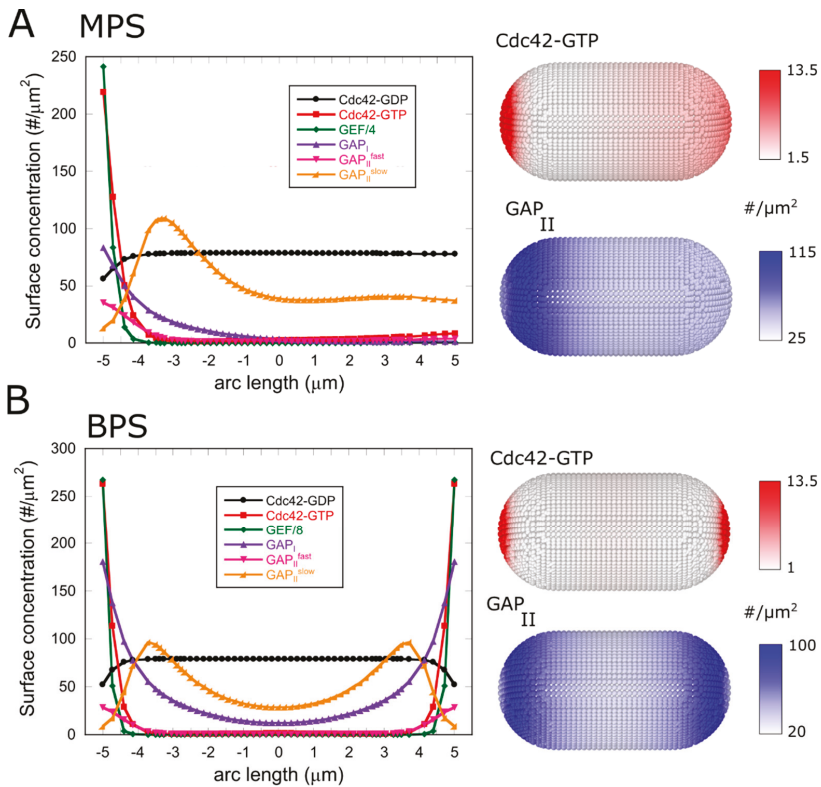 A
MPS
Surface concentration (#/μm²)
250
200
150
100
50
0
-5 -4 -3 -2 -1 0 1 2 3 4 5
arc length (μm)
Cdc42-GDP
Cdc42-GTP
GEF/4
GAP_I
GAP_II^fast
GAP_II^slow
Cdc42-GTP
13.5
1.5
GAP_II
#/μm²
115
25
B
BPS
Surface concentration (#/μm²)
300
250
200
150
100
50
0
-5 -4 -3 -2 -1 0 1 2 3 4 5
arc length (μm)
Cdc42-GDP
Cdc42-GTP
GEF/8
GAP_I
GAP_II^fast
GAP_II^slow
Cdc42-GTP
13.5
1
GAP_II
#/μm²
100
20